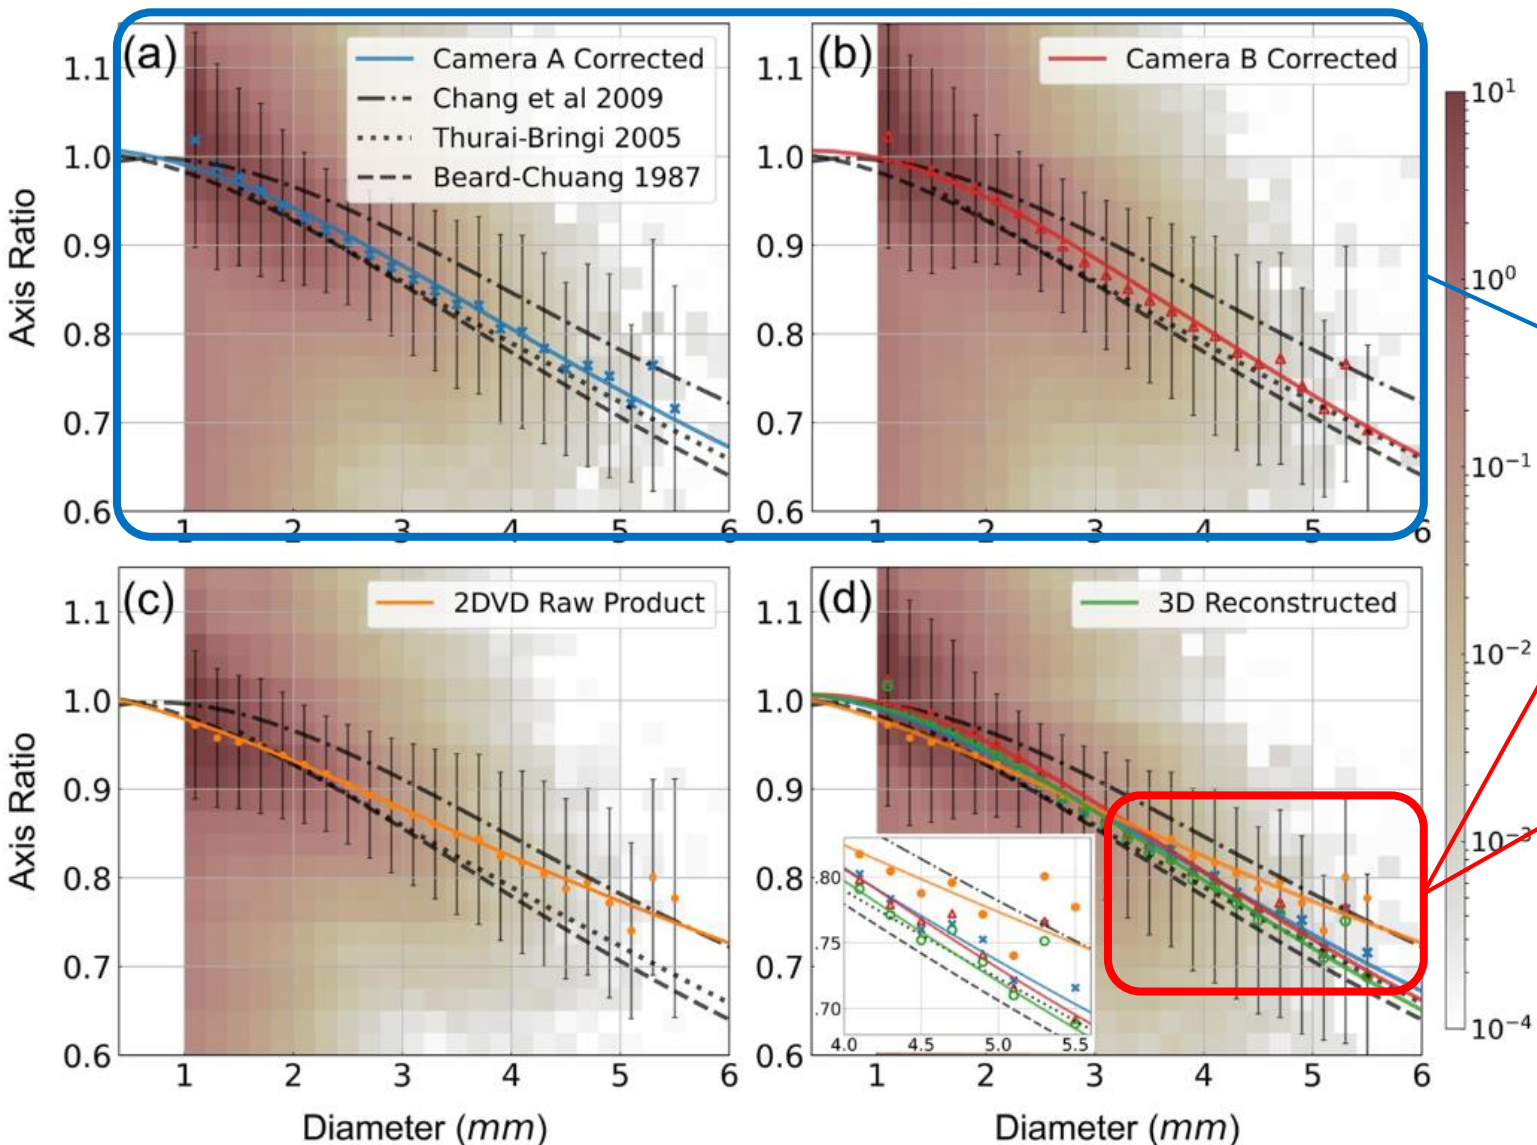 (a)
Camera A Corrected
Chang et al 2009
Thurai-Bringi 2005
Beard-Chuang 1987
1.1
1.0
0.9
0.8
0.7
0.6
Axis Ratio
1 2 3 4 5 6
(b)
Camera B Corrected
1.1
1.0
0.9
0.8
0.7
0.6
1 2 3 4 5 6
10¹
10⁰
10⁻¹
10⁻²
10⁻³
10⁻⁴
(c)
2DVD Raw Product
1.1
1.0
0.9
0.8
0.7
0.6
Axis Ratio
1 2 3 4 5 6
Diameter (mm)
(d)
3D Reconstructed
1.1
1.0
0.9
0.8
0.7
0.6
.80
.75
.70
4.0 4.5 5.0 5.5
1 2 3 4 5 6
Diameter (mm)